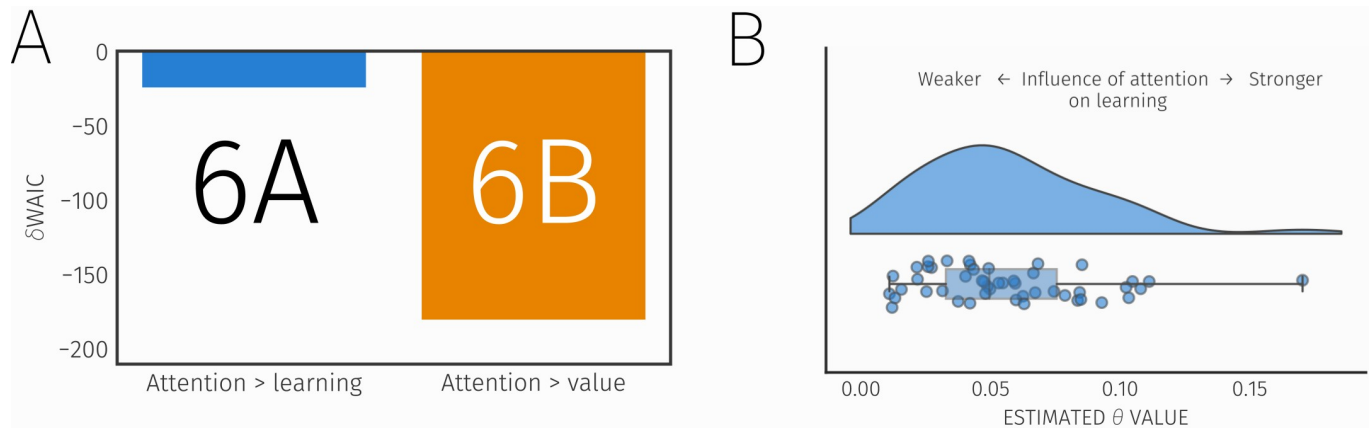 A
0
−50
−100
−150
−200
δWAIC
6A
6B
Attention > learning
Attention > value
B
Weaker ← Influence of attention → Stronger
on learning
0.00
0.05
0.10
0.15
ESTIMATED θ VALUE